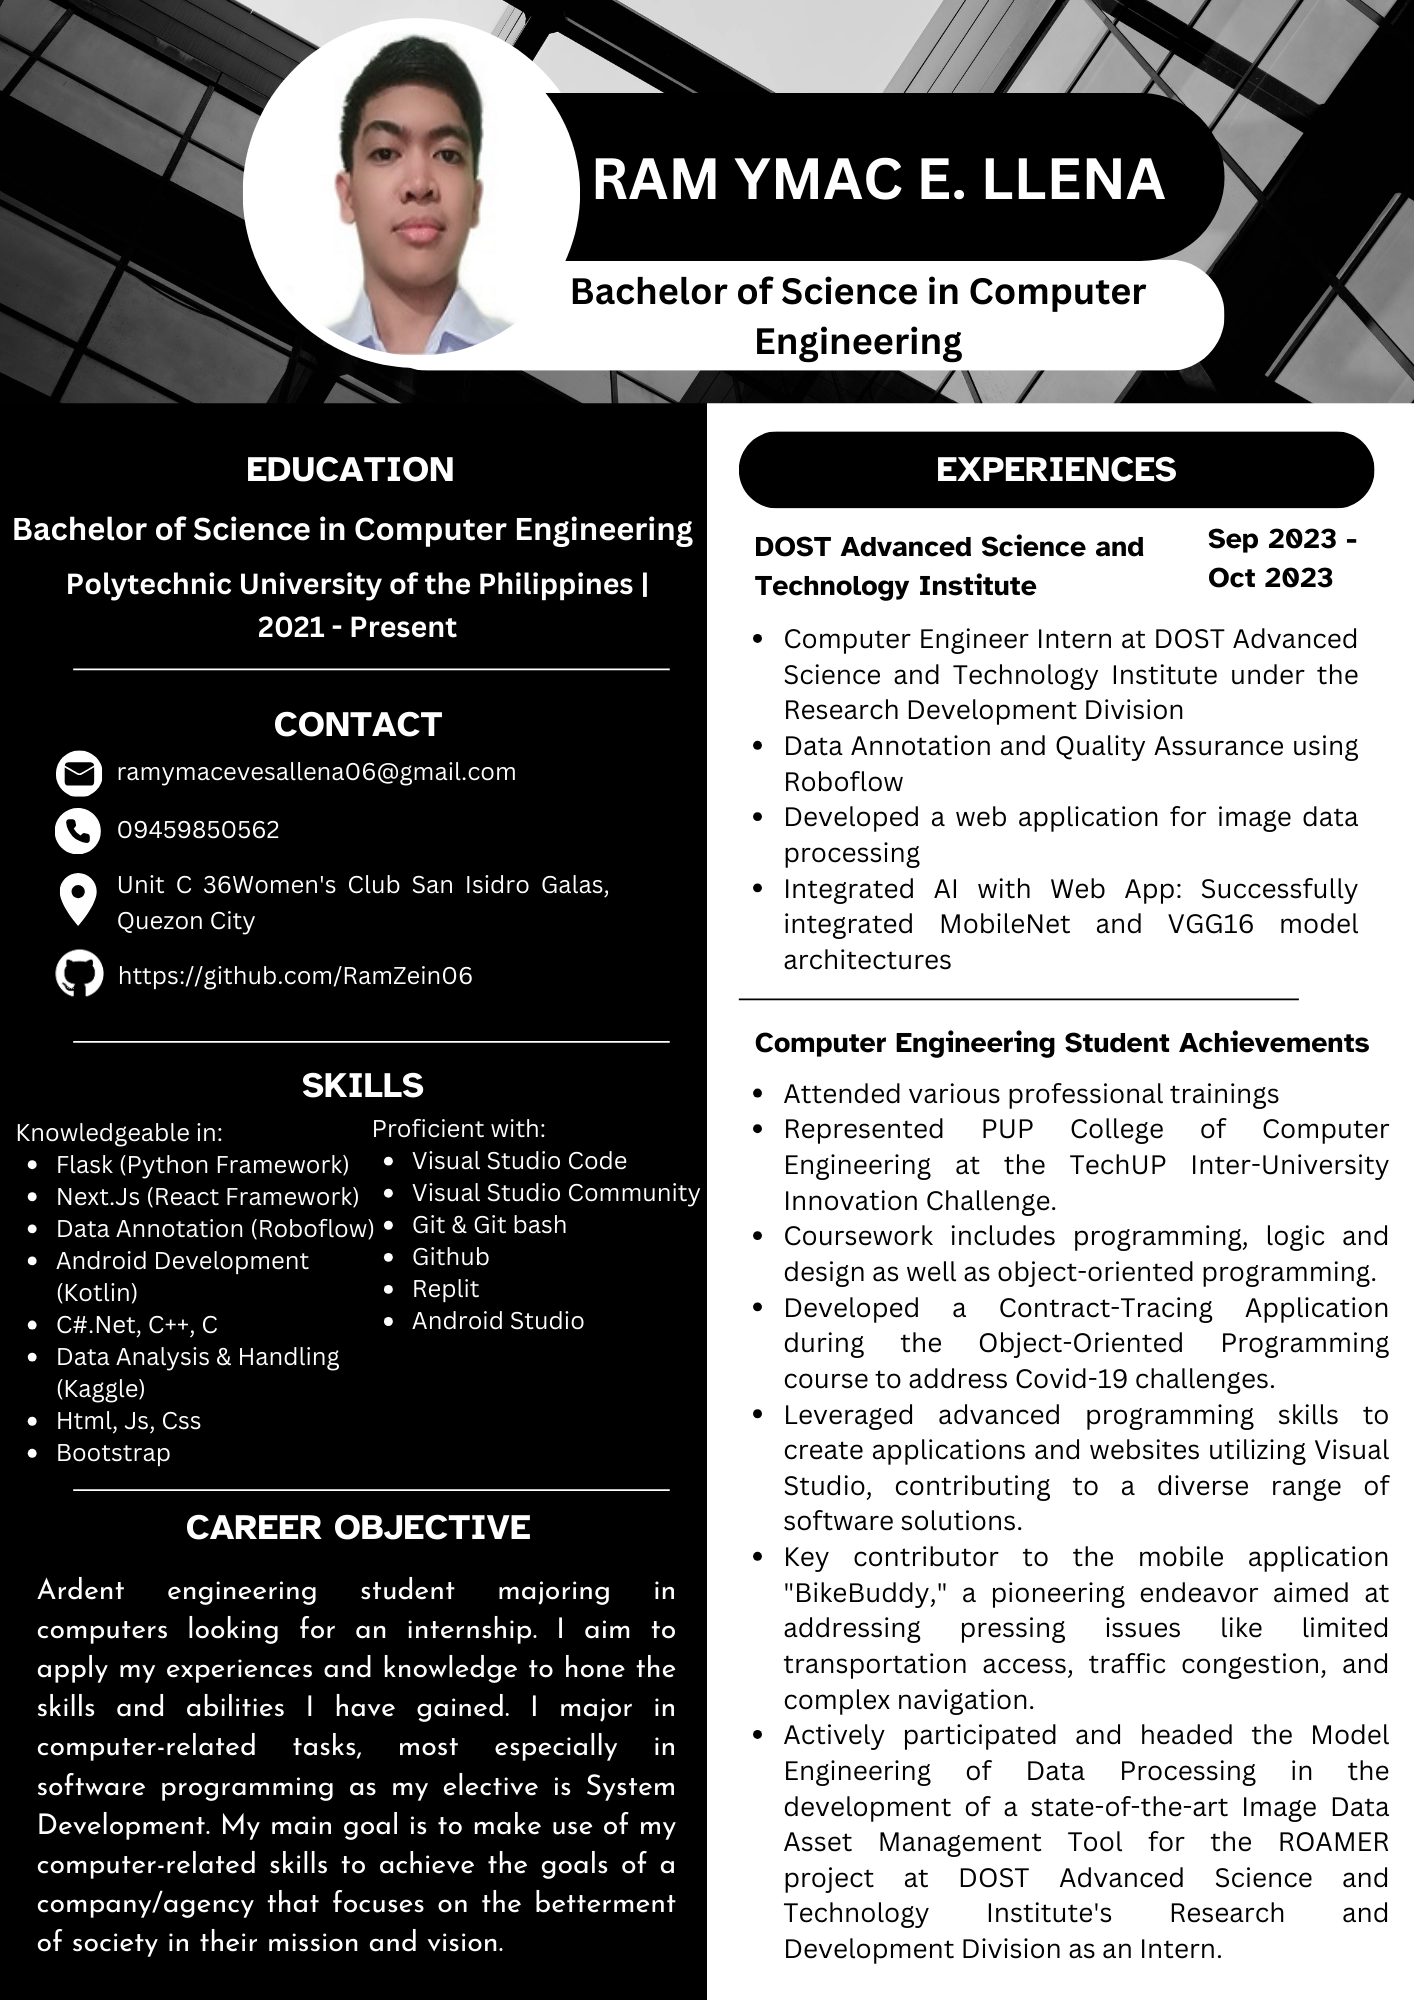 RAM YMAC E. LLENA
Bachelor of Science in Computer
Engineering
EDUCATION
Bachelor of Science in Computer Engineering
Polytechnic University of the Philippines |
2021 - Present
CONTACT
ramymacevesallena06@gmail.com
09459850562
Unit C 36Women's Club San Isidro Galas,
Quezon City
https://github.com/RamZein06
SKILLS
Knowledgeable in:
• Flask (Python Framework)
• Next.Js (React Framework)
• Data Annotation (Roboflow)
• Android Development
(Kotlin)
• C#.Net, C++, C
• Data Analysis & Handling
(Kaggle)
• Html, Js, Css
• Bootstrap
Proficient with:
• Visual Studio Code
• Visual Studio Community
• Git & Git bash
• Github
• Replit
• Android Studio
CAREER OBJECTIVE
Ardent engineering student majoring in
computers looking for an internship. I aim to
apply my experiences and knowledge to hone the
skills and abilities I have gained. I major in
computer-related tasks, most especially in
software programming as my elective is System
Development. My main goal is to make use of my
computer-related skills to achieve the goals of a
company/agency that focuses on the betterment
of society in their mission and vision.
EXPERIENCES
DOST Advanced Science and
Technology Institute
Sep 2023 -
Oct 2023
• Computer Engineer Intern at DOST Advanced
Science and Technology Institute under the
Research Development Division
• Data Annotation and Quality Assurance using
Roboflow
• Developed a web application for image data
processing
• Integrated AI with Web App: Successfully
integrated MobileNet and VGG16 model
architectures
Computer Engineering Student Achievements
• Attended various professional trainings
• Represented PUP College of Computer
Engineering at the TechUP Inter-University
Innovation Challenge.
• Coursework includes programming, logic and
design as well as object-oriented programming.
• Developed a Contract-Tracing Application
during the Object-Oriented Programming
course to address Covid-19 challenges.
• Leveraged advanced programming skills to
create applications and websites utilizing Visual
Studio, contributing to a diverse range of
software solutions.
• Key contributor to the mobile application
"BikeBuddy," a pioneering endeavor aimed at
addressing pressing issues like limited
transportation access, traffic congestion, and
complex navigation.
• Actively participated and headed the Model
Engineering of Data Processing in the
development of a state-of-the-art Image Data
Asset Management Tool for the ROAMER
project at DOST Advanced Science and
Technology Institute's Research and
Development Division as an Intern.